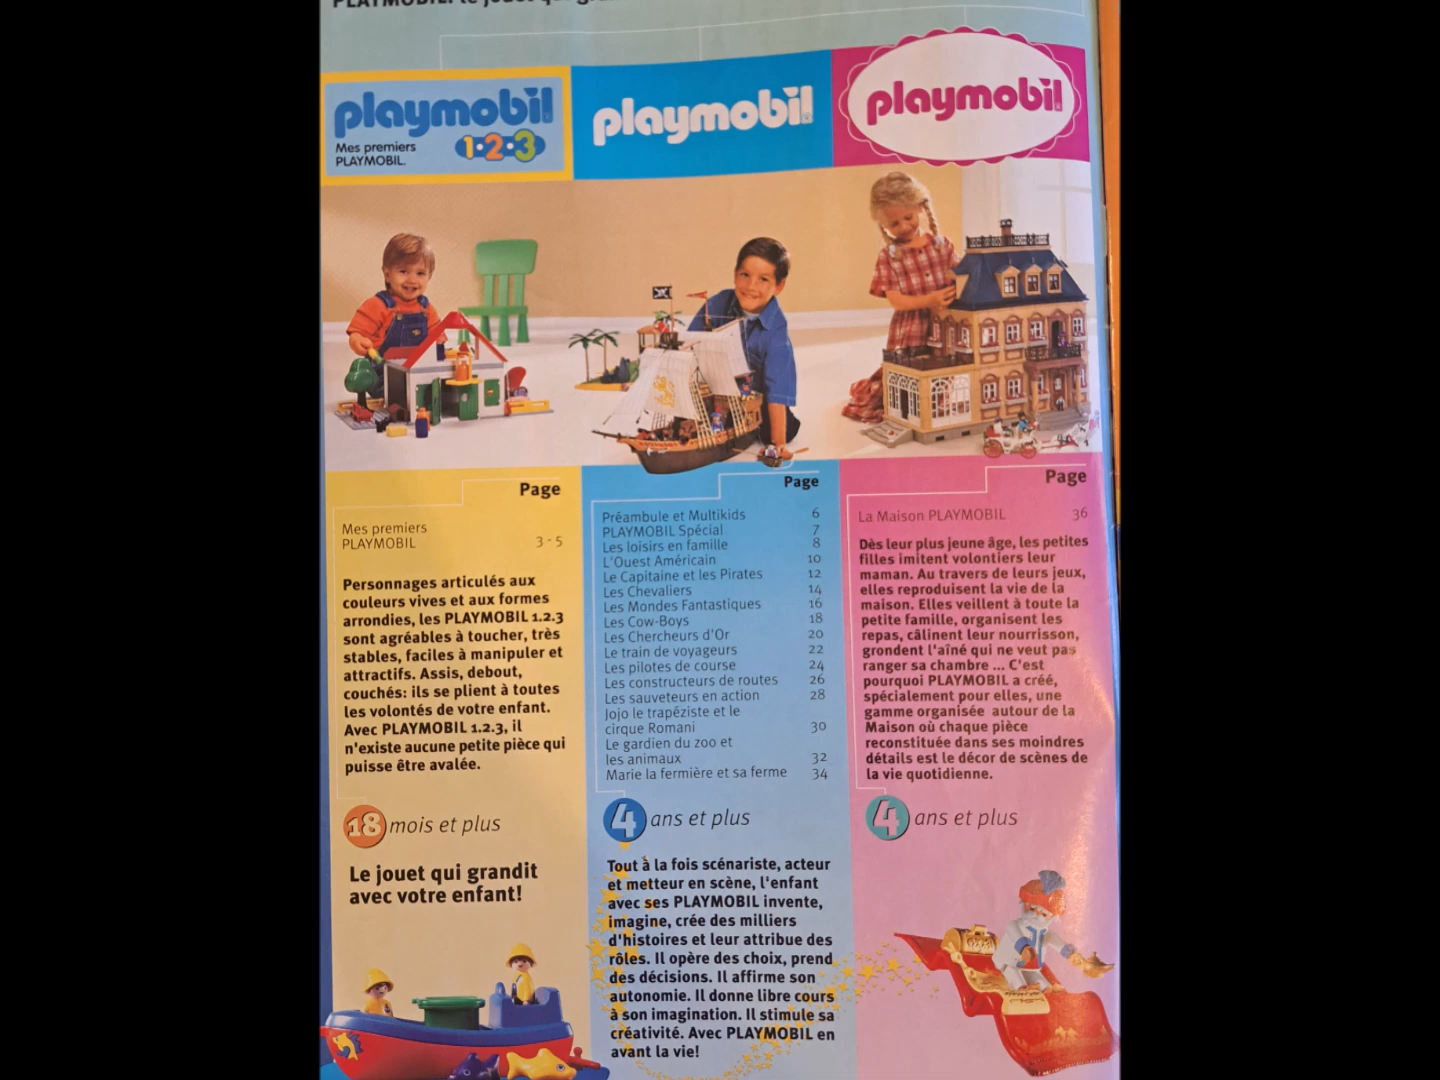 PLAYMOBIL: le jouet qui
playmobil
Mes premiers
PLAYMOBIL.
1·2·3
playmobil
playmobil
Page
Mes premiers
PLAYMOBIL 3 - 5
Personnages articulés aux
couleurs vives et aux formes
arrondies, les PLAYMOBIL 1.2.3
sont agréables à toucher, très
stables, faciles à manipuler et
attractifs. Assis, debout,
couchés: ils se plient à toutes
les volontés de votre enfant.
Avec PLAYMOBIL 1.2.3, il
n'existe aucune petite pièce qui
puisse être avalée.
18 mois et plus
Le jouet qui grandit
avec votre enfant!
Page
Préambule et Multikids 6
PLAYMOBIL Spécial 7
Les loisirs en famille 8
L'Ouest Américain 10
Le Capitaine et les Pirates 12
Les Chevaliers 14
Les Mondes Fantastiques 16
Les Cow-Boys 18
Les Chercheurs d'Or 20
Le train de voyageurs 22
Les pilotes de course 24
Les constructeurs de routes 26
Les sauveteurs en action 28
Jojo le trapéziste et le
cirque Romani 30
Le gardien du zoo et
les animaux 32
Marie la fermière et sa ferme 34
4 ans et plus
Tout à la fois scénariste, acteur
et metteur en scène, l'enfant
avec ses PLAYMOBIL invente,
imagine, crée des milliers
d'histoires et leur attribue des
rôles. Il opère des choix, prend
des décisions. Il affirme son
autonomie. Il donne libre cours
à son imagination. Il stimule sa
créativité. Avec PLAYMOBIL en
avant la vie!
Page
La Maison PLAYMOBIL 36
Dès leur plus jeune âge, les petites
filles imitent volontiers leur
maman. Au travers de leurs jeux,
elles reproduisent la vie de la
maison. Elles veillent à toute la
petite famille, organisent les
repas, câlinent leur nourrisson,
grondent l'aîné qui ne veut pas
ranger sa chambre ... C'est
pourquoi PLAYMOBIL a créé,
spécialement pour elles, une
gamme organisée autour de la
Maison où chaque pièce
reconstituée dans ses moindres
détails est le décor de scènes de
la vie quotidienne.
4 ans et plus